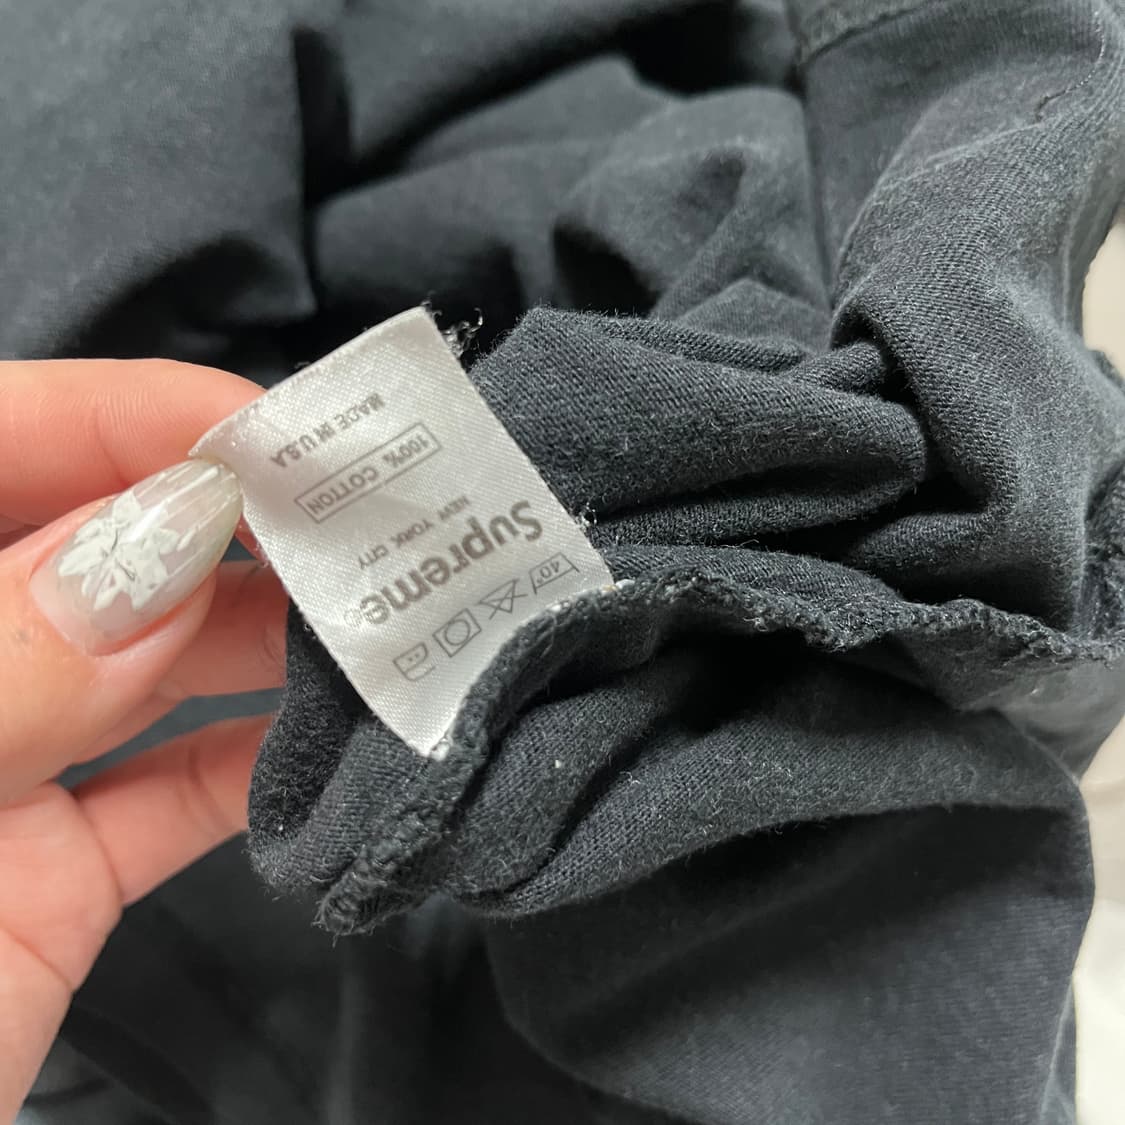 40°
Supreme®
NEW YORK CITY
100% COTTON
MADE IN U.S.A